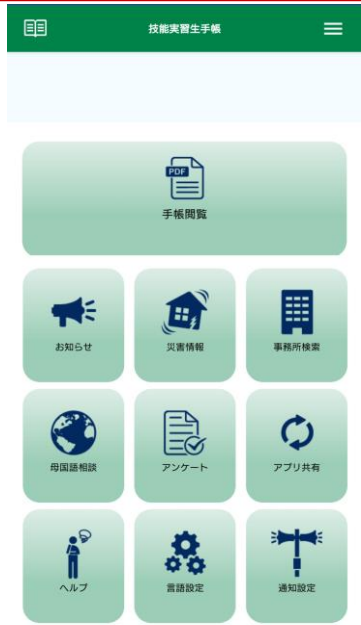 技能実習生手帳
PDF
手帳閲覧
お知らせ
災害情報
事務所検索
母国語相談
アンケート
アプリ共有
ヘルプ
言語設定
通知設定